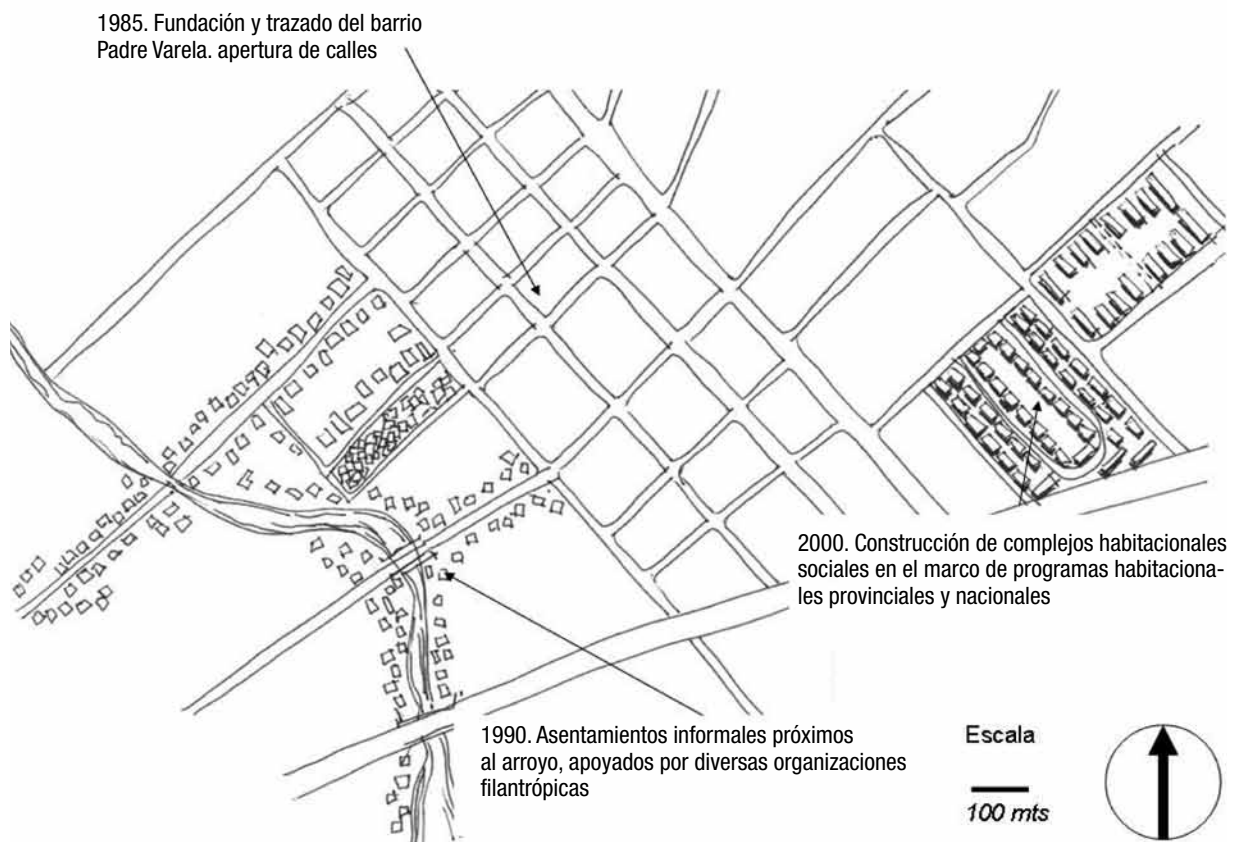 1985. Fundación y trazado del barrio
Padre Varela. apertura de calles
2000. Construcción de complejos habitacionales
sociales en el marco de programas habitaciona-
les provinciales y nacionales
1990. Asentamientos informales próximos
al arroyo, apoyados por diversas organizaciones
filantrópicas
Escala
100 mts